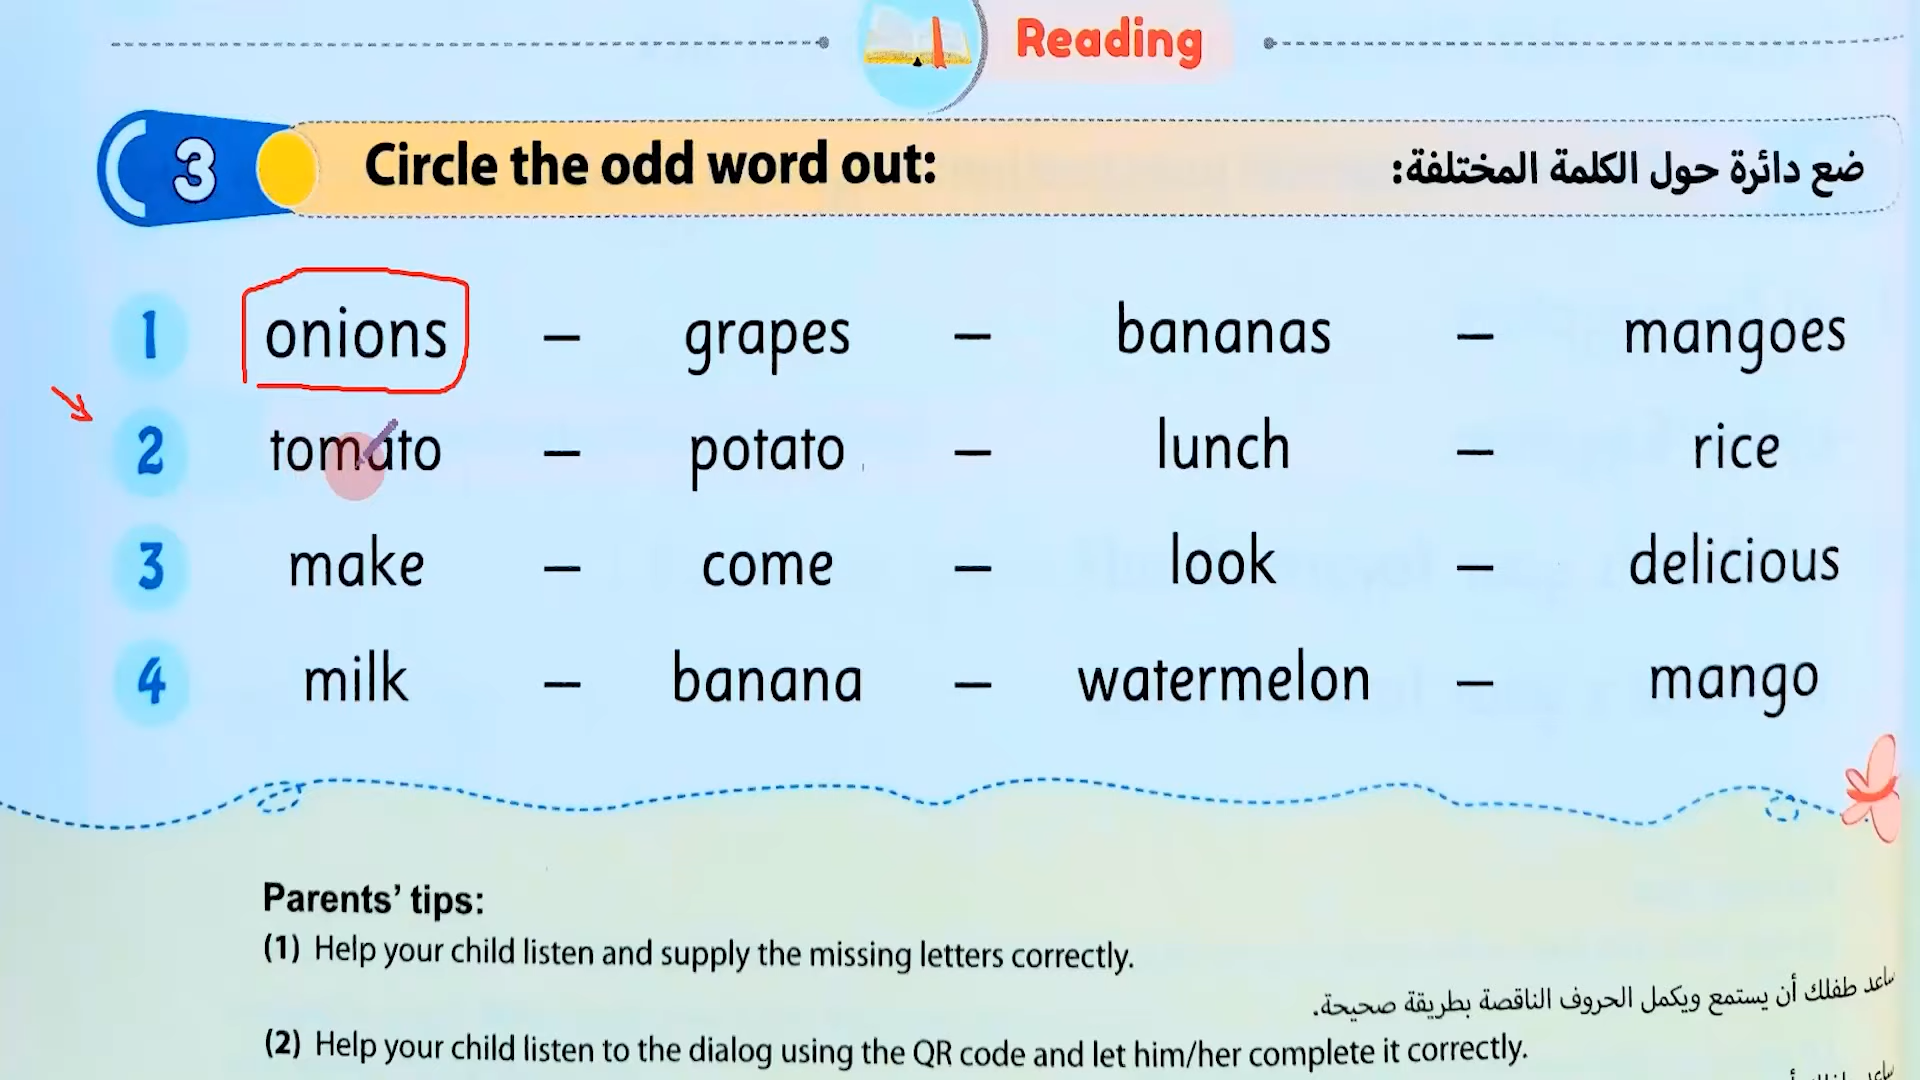 Reading
3 Circle the odd word out: ضع دائرة حول الكلمة المختلفة:
1 onions – grapes – bananas – mangoes
2 tomato – potato – lunch – rice
3 make – come – look – delicious
4 milk – banana – watermelon – mango
Parents’ tips:
(1) Help your child listen and supply the missing letters correctly.
ساعد طفلك أن يستمع ويكمل الحروف الناقصة بطريقة صحيحة.
(2) Help your child listen to the dialog using the QR code and let him/her complete it correctly.